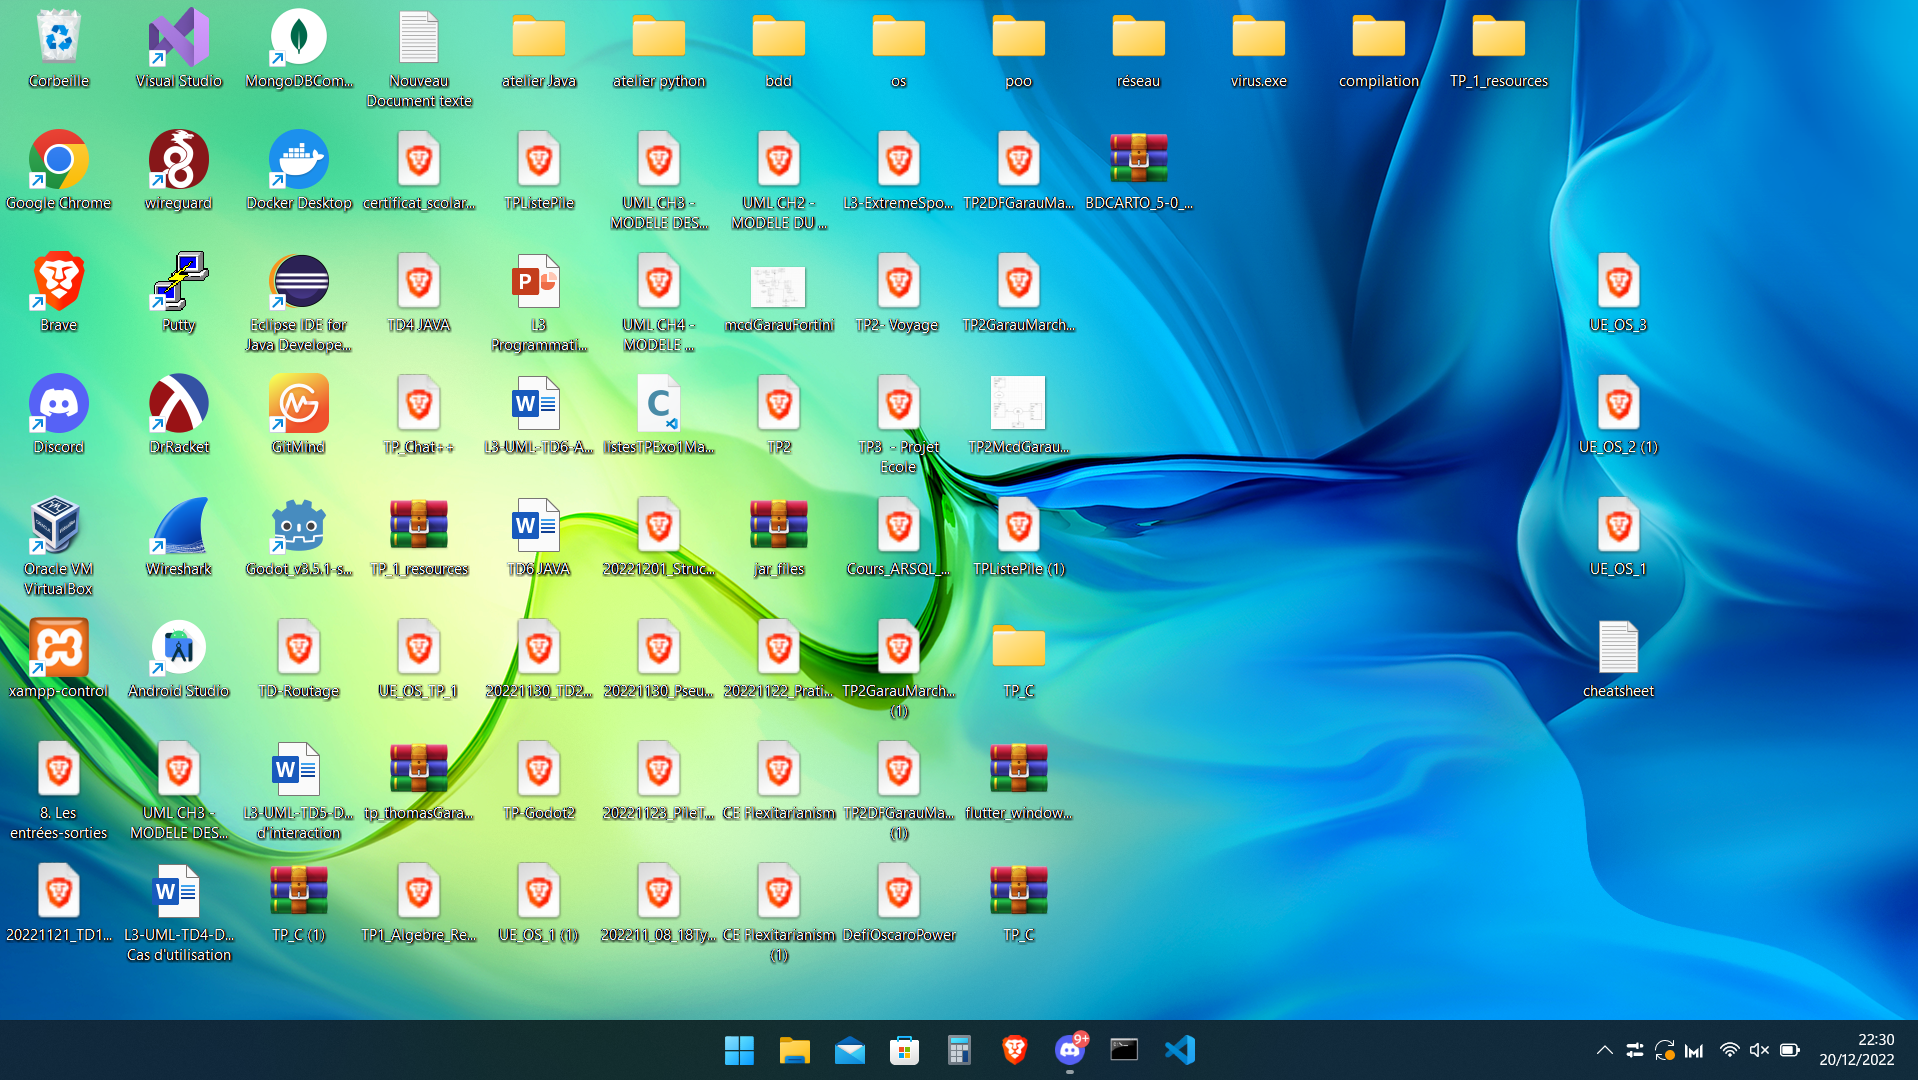 Corbeille
Visual Studio
MongoDBCom...
Nouveau
Document texte
atelier Java
atelier python
bdd
os
poo
réseau
virus.exe
compilation
TP_1_resources
Google Chrome
wireguard
Docker Desktop
certificat_scolar...
TPListePile
UML CH3 -
MODELE DES...
UML CH2 -
MODELE DU ...
L3-ExtremeSpo...
TP2DFGarauMa...
BDCARTO_5-0_...
Brave
Putty
Eclipse IDE for
Java Develope...
TD4 JAVA
L3
Programmati...
UML CH4 -
MODELE ...
mcdGarauFortini
TP2- Voyage
TP2GarauMarch...
UE_OS_3
Discord
DrRacket
GitMind
TP_Chat++
L3-UML-TD6-A...
listesTPExo1Ma...
TP2
TP3 - Projet
Ecole
TP2McdGarau...
UE_OS_2 (1)
Oracle VM
VirtualBox
Wireshark
Godot_v3.5.1-s...
TP_1_resources
TD6 JAVA
20221201_Struc...
jar_files
Cours_ARSQL_...
TPListePile (1)
UE_OS_1
xampp-control
Android Studio
TD-Routage
UE_OS_TP_1
20221130_TD2...
20221130_Pseu...
20221122_Prati...
TP2GarauMarch...
(1)
TP_C
cheatsheet
8. Les
entrées-sorties
UML CH3 -
MODELE DES...
L3-UML-TD5-D...
d'interaction
tp_thomasGara...
TP-Godot2
20221123_PileT...
CE Flexitarianism
TP2DFGarauMa...
(1)
flutter_window...
20221121_TD1...
L3-UML-TD4-D...
Cas d'utilisation
TP_C (1)
TP1_Algebre_Re...
UE_OS_1 (1)
202211_08_18Ty...
CE Flexitarianism
(1)
DefiOscaroPower
TP_C
9+
22:30
20/12/2022